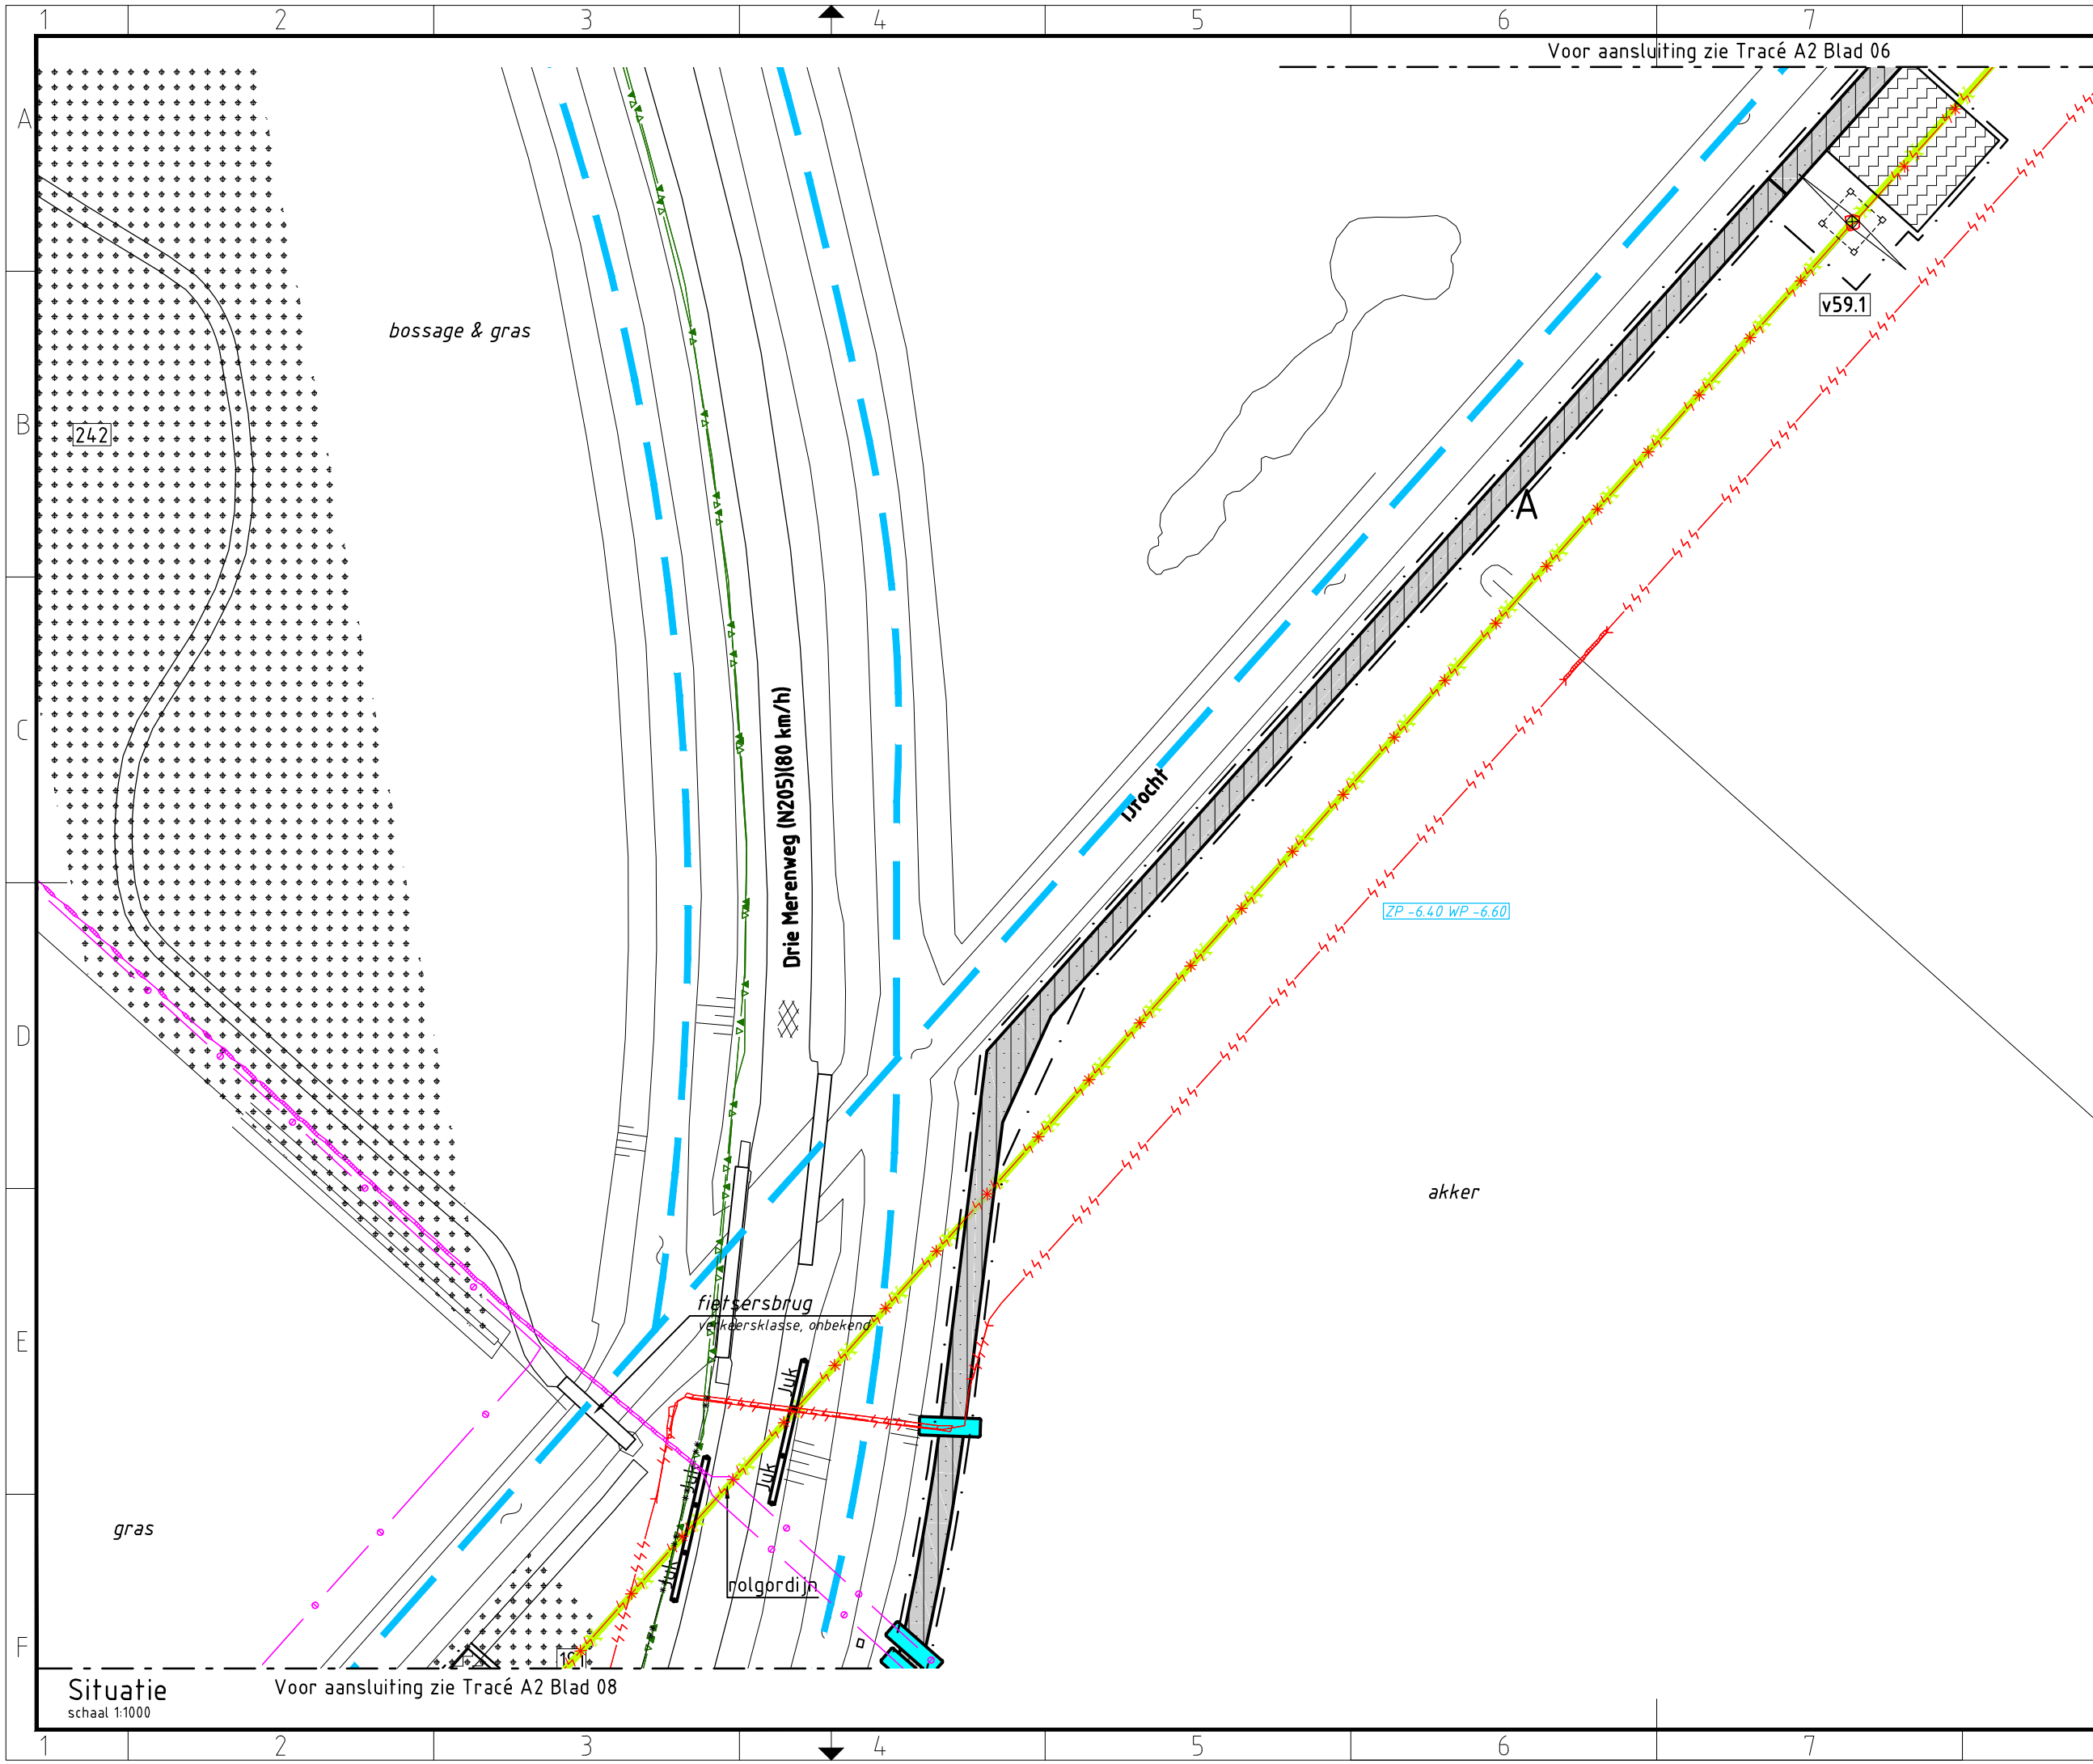 1 2 3 4 5 6 7
Voor aansluiting zie Tracé A2 Blad 06
A
bossage & gras
v59.1
B
242
A
C
Drie Merenweg (N205)(80 km/h)
IJtocht
ZP -6.40 WP -6.60
D
akker
fietsersbrug
verkeersklasse, onbekend
E
Juk
Juk
Juk
Juk
gras
rolgordijn
F
Situatie
schaal 1:1000
Voor aansluiting zie Tracé A2 Blad 08
1 2 3 4 5 6 7